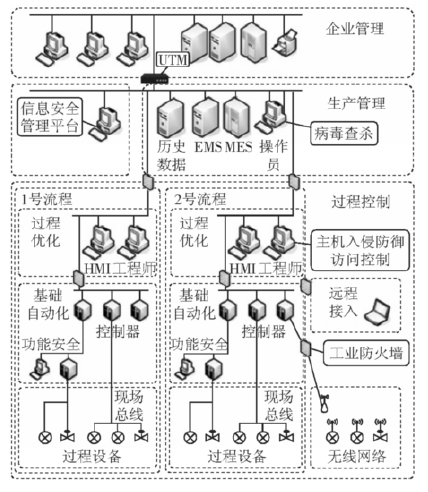 企业管理
UTM
生产管理
信息安全
管理平台
历史
数据
EMS
MES
操作
员
病毒查杀
1号流程
2号流程
过程控制
过程
优化
HMI
工程师
过程
优化
HMI
工程师
主机入侵防御
访问控制
基础
自动化
控制器
功能安全
基础
自动化
控制器
功能安全
远程
接入
工业防火墙
现场
总线
过程设备
现场
总线
过程设备
无线网络